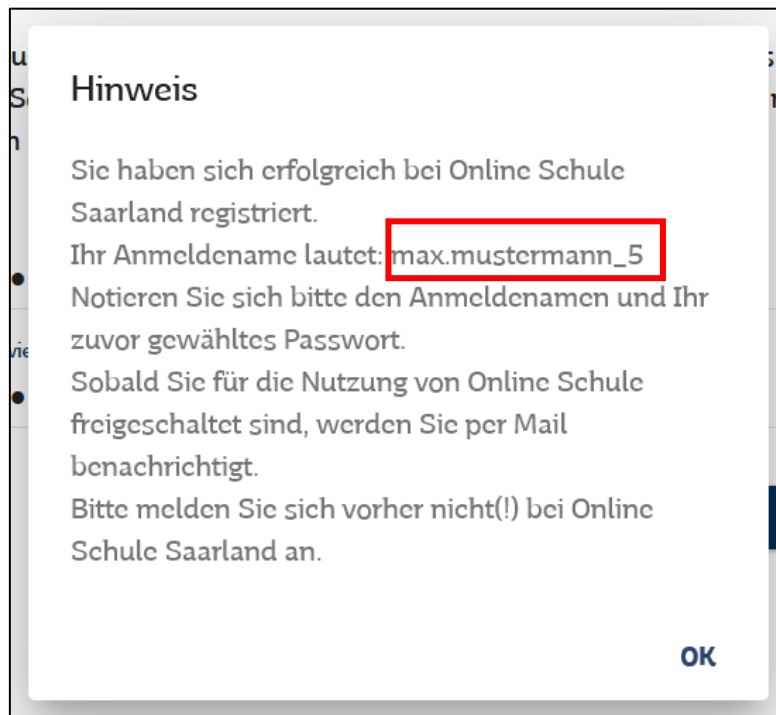 Hinweis
Sie haben sich erfolgreich bei Online Schule
Saarland registriert.
Ihr Anmeldename lautet: max.mustermann_5
Notieren Sie sich bitte den Anmeldenamen und Ihr
zuvor gewähltes Passwort.
Sobald Sie für die Nutzung von Online Schule
freigeschaltet sind, werden Sie per Mail
benachrichtigt.
Bitte melden Sie sich vorher nicht(!) bei Online
Schule Saarland an.
OK